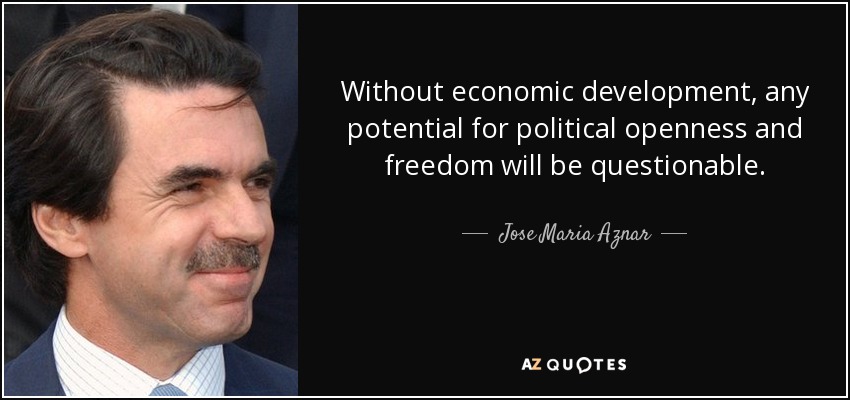 Without economic development, any
potential for political openness and
freedom will be questionable.
Jose Maria Aznar
AZ QUOTES